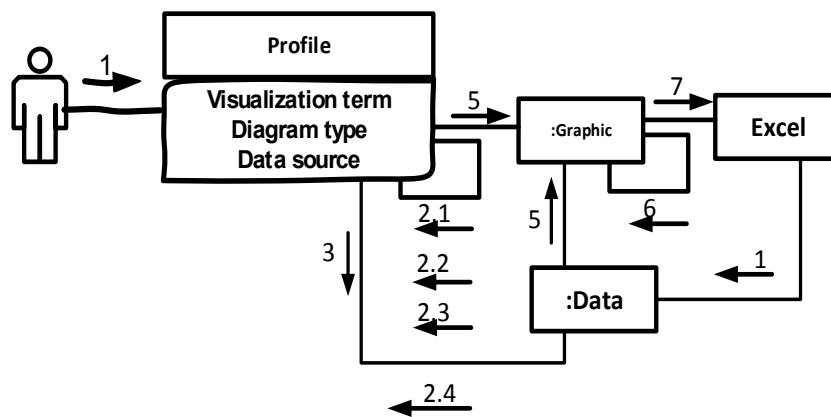 Profile
1
Visualization term
Diagram type
Data source
5
:Graphic
7
Excel
2.1
6
3
5
2.2
1
:Data
2.3
2.4